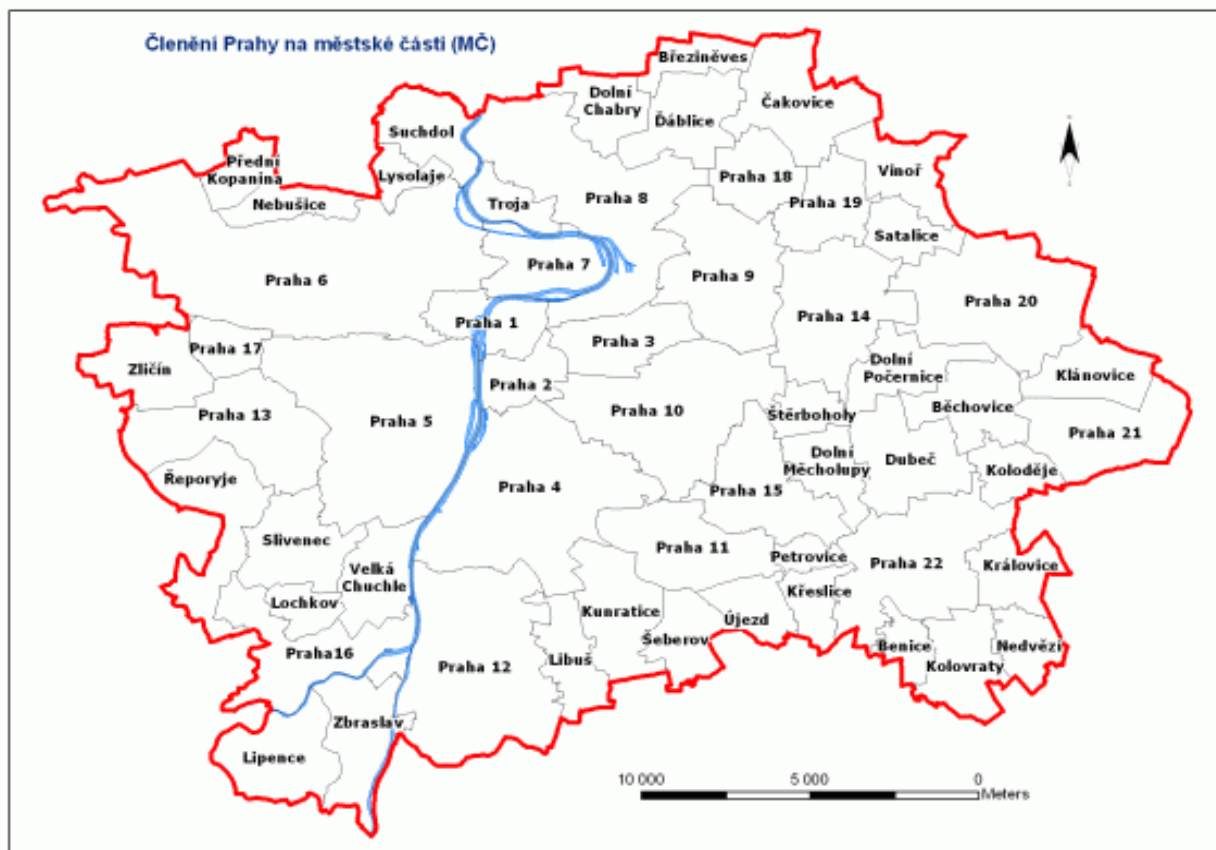 Členění Prahy na městské části (MČ)
Březiněves
Dolní
Chabry
Čakovice
Ďáblice
Suchdol
Přední
Kopanina
Lysolaje
Nebušice
Troja
Praha 8
Praha 18
Vinoř
Praha 19
Satalice
Praha 6
Praha 7
Praha 9
Praha 20
Praha 1
Praha 14
Praha 3
Praha 17
Zličín
Praha 2
Dolní
Počernice
Klánovice
Praha 13
Praha 5
Praha 10
Štěrboholy
Běchovice
Praha 21
Řeporyje
Praha 4
Dolní
Měcholupy
Dubeč
Koloděje
Praha 15
Slivenec
Praha 11
Petrovice
Praha 22
Královice
Velká
Chuchle
Lochkov
Kunratice
Křeslice
Újezd
Šeberov
Benice
Nedvězí
Kolovraty
Praha16
Praha 12
Libuš
Zbraslav
Lipence
10 000 5 000 0
Meters